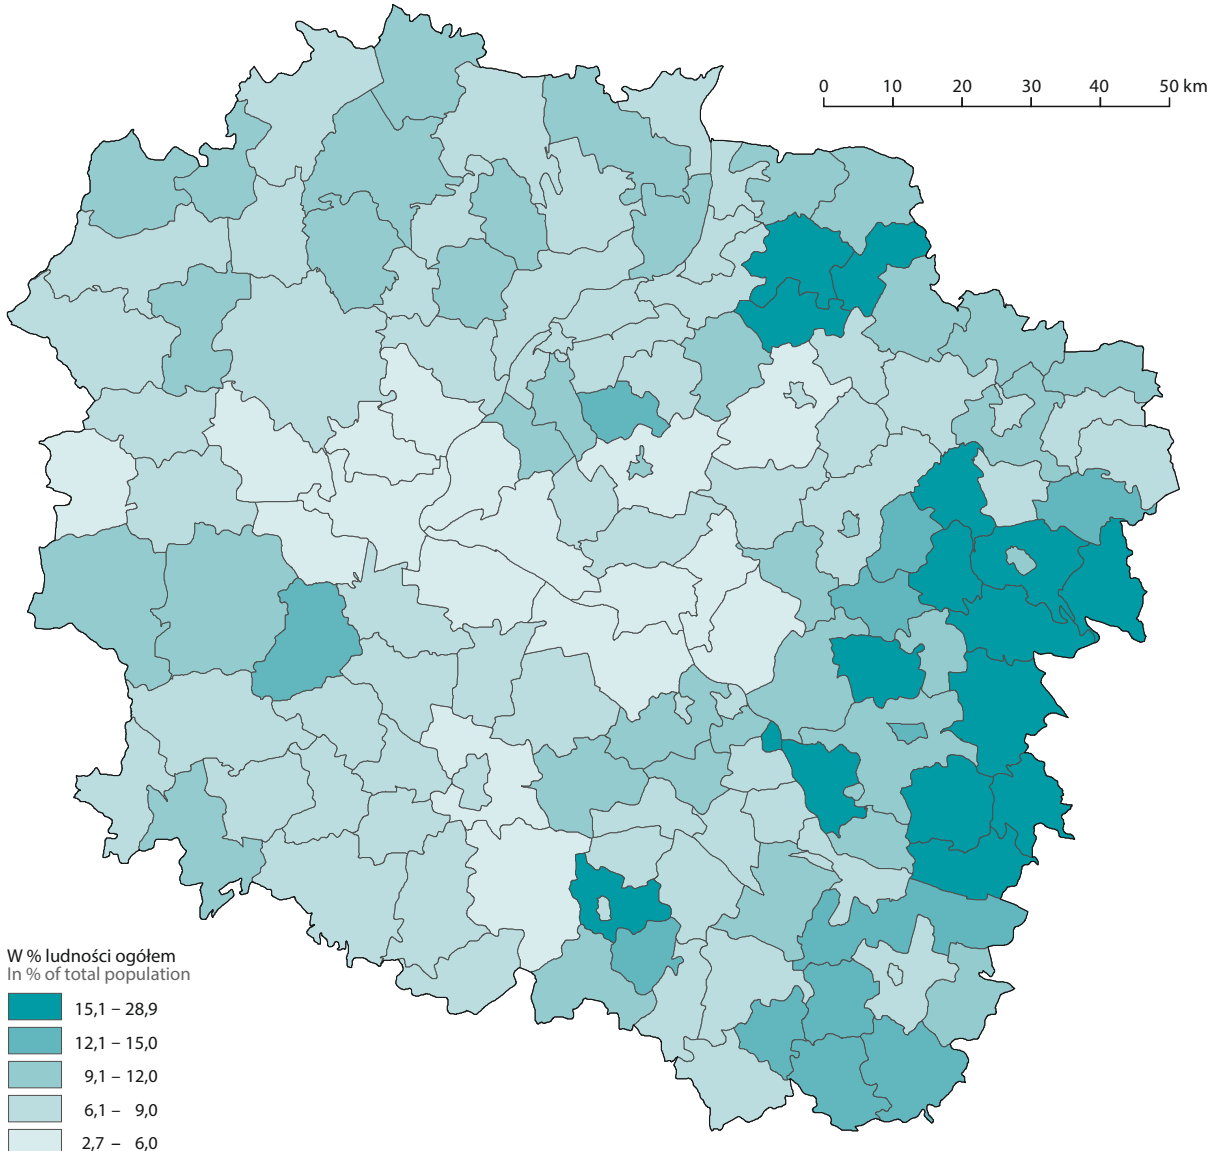 0 10 20 30 40 50 km
W % ludności ogółem
In % of total population
15,1 – 28,9
12,1 – 15,0
9,1 – 12,0
6,1 – 9,0
2,7 – 6,0